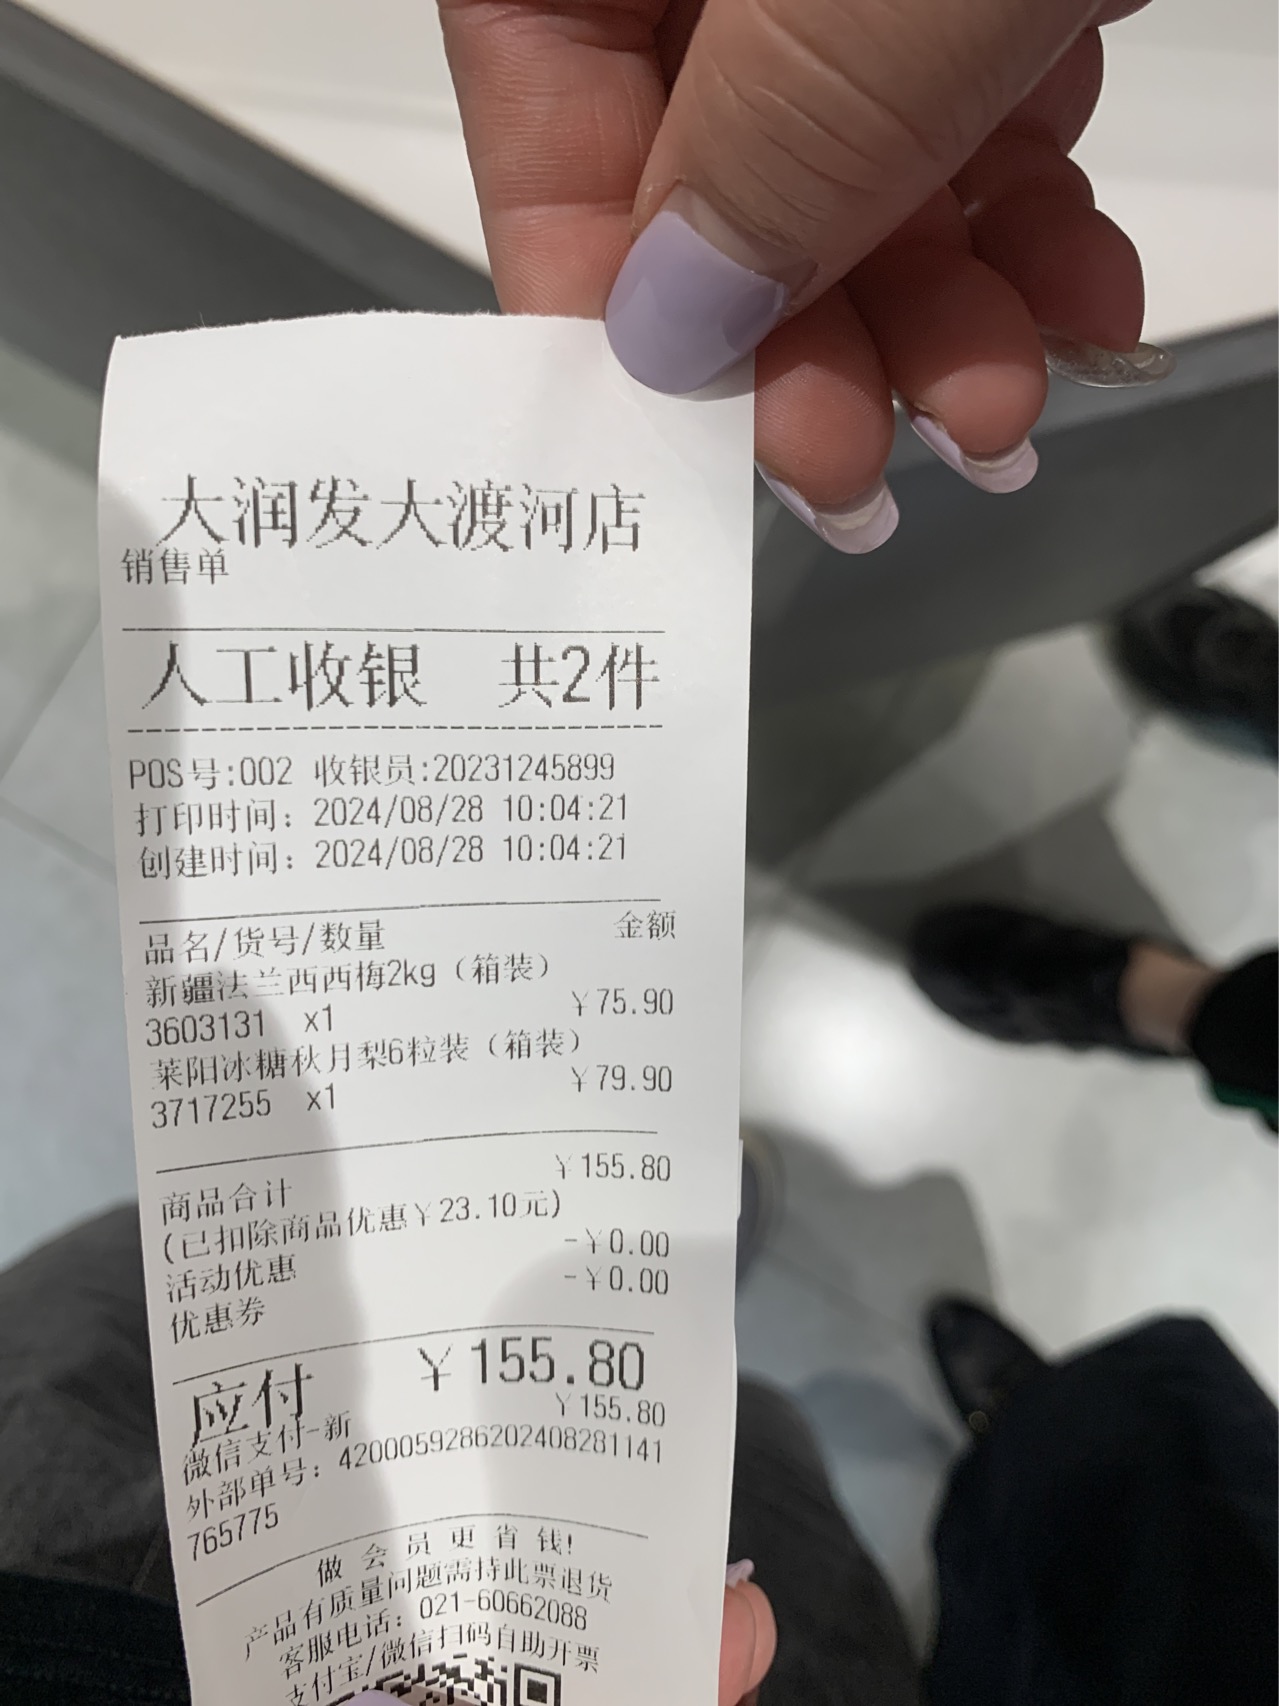 大润发大渡河店
销售单
人工收银 共2件
POS号:002 收银员:20231245899
打印时间：2024/08/28 10:04:21
创建时间：2024/08/28 10:04:21
品名/货号/数量 金额
新疆法兰西西梅2kg（箱装）
3603131 x1 ￥75.90
莱阳冰糖秋月梨6粒装（箱装）
3717255 x1 ￥79.90
商品合计 ￥155.80
(已扣除商品优惠￥23.10元)
活动优惠 -￥0.00
优惠券 -￥0.00
应付 ￥155.80
微信支付-新 ￥155.80
外部单号：4200059286202408281141
765775
做会员更省钱!
产品有质量问题需持此票退货
客服电话：021-60662088
支付宝/微信扫码自助开票